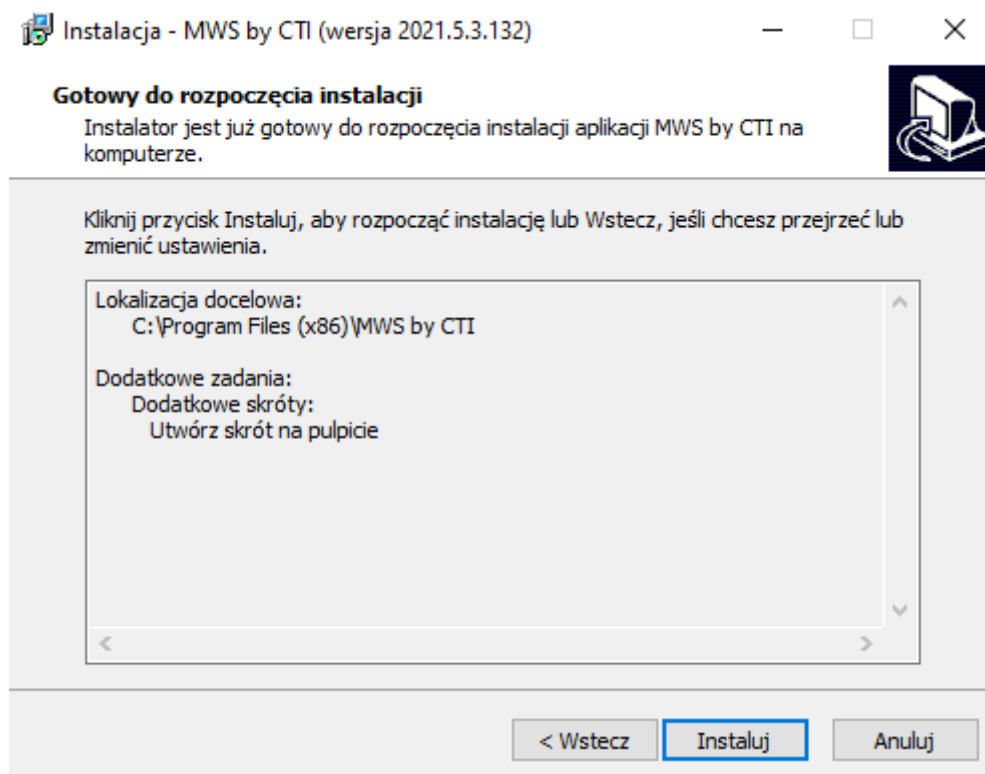 Instalacja - MWS by CTI (wersja 2021.5.3.132)
Gotowy do rozpoczęcia instalacji
Instalator jest już gotowy do rozpoczęcia instalacji aplikacji MWS by CTI na
komputerze.
Kliknij przycisk Instaluj, aby rozpocząć instalację lub Wstecz, jeśli chcesz przejrzeć lub
zmienić ustawienia.
Lokalizacja docelowa:
C:\Program Files (x86)\MWS by CTI
Dodatkowe zadania:
Dodatkowe skróty:
Utwórz skrót na pulpicie
< Wstecz Instaluj Anuluj